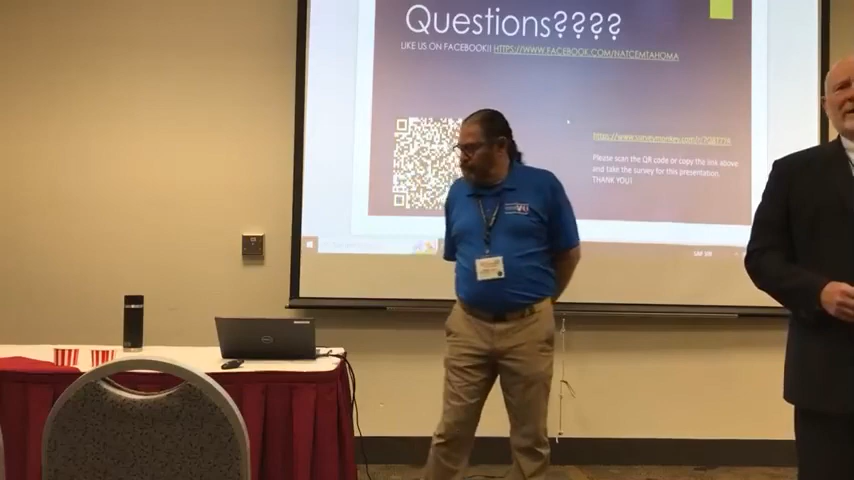 Questions????
LIKE US ON FACEBOOK!! HTTPS://WWW.FACEBOOK.COM/NATCEMTAHOMA
Please scan the QR code or copy the link above
and take the survey for this presentation.
THANK YOU!